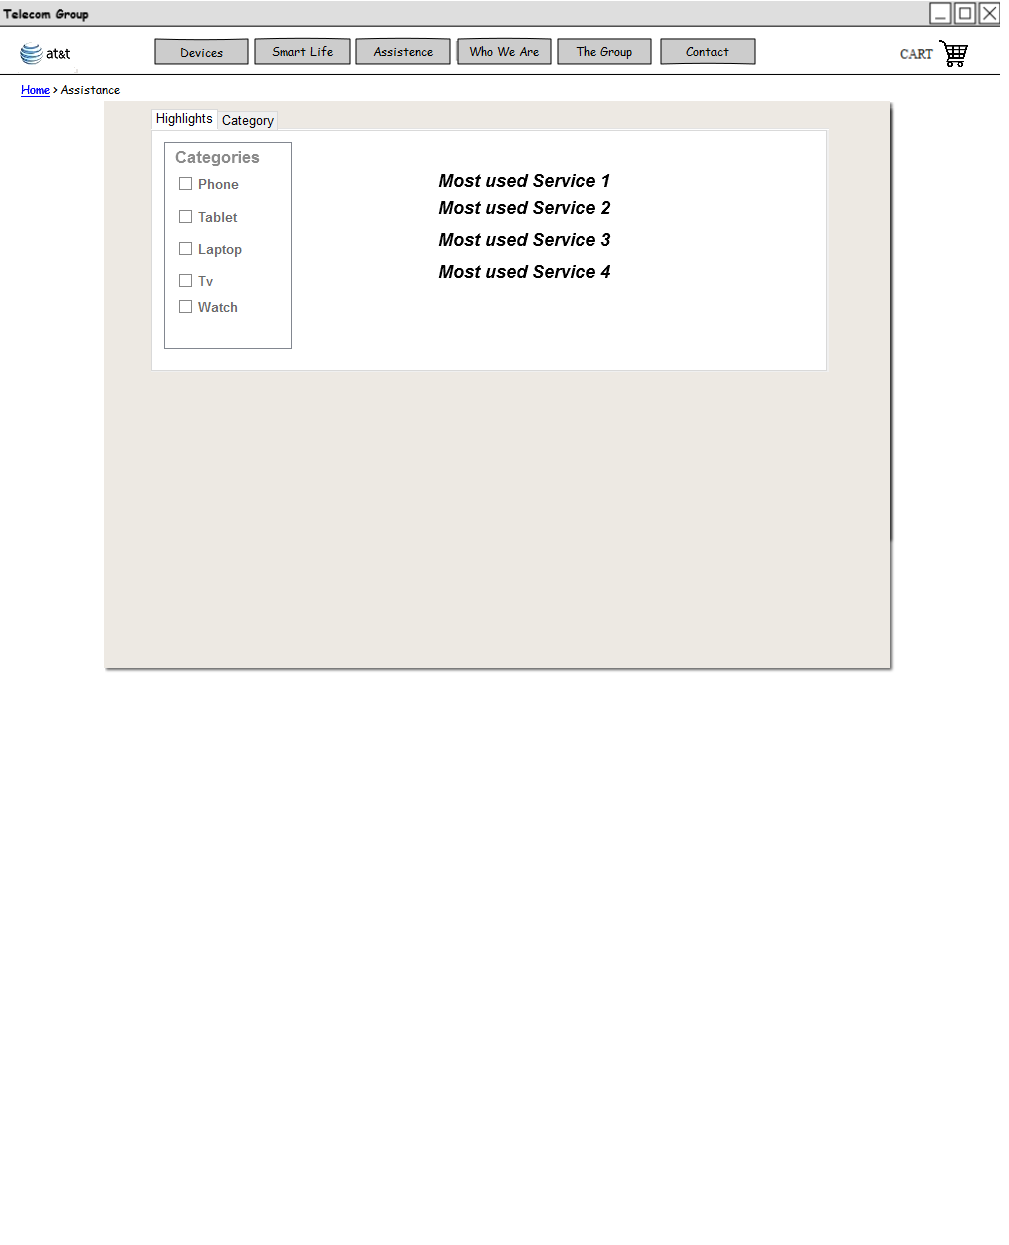 Telecom Group
at&t
Devices
Smart Life
Assistence
Who We Are
The Group
Contact
CART
Home > Assistance
Highlights
Category
Categories
Phone
Tablet
Laptop
Tv
Watch
Most used Service 1
Most used Service 2
Most used Service 3
Most used Service 4